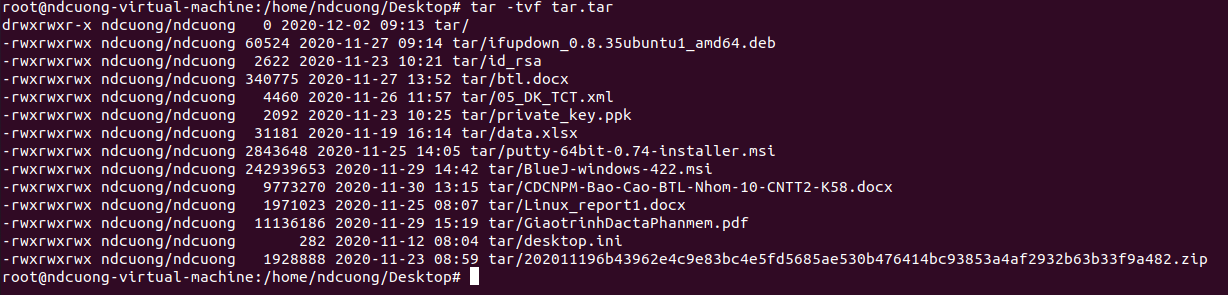 root@ndcuong-virtual-machine:/home/ndcuong/Desktop# tar -tvf tar.tar
drwxrwxr-x ndcuong/ndcuong   0 2020-12-02 09:13 tar/
-rwxrwxrwx ndcuong/ndcuong 60524 2020-11-27 09:14 tar/ifupdown_0.8.35ubuntu1_amd64.deb
-rwxrwxrwx ndcuong/ndcuong  2622 2020-11-23 10:21 tar/id_rsa
-rwxrwxrwx ndcuong/ndcuong 340775 2020-11-27 13:52 tar/btl.docx
-rwxrwxrwx ndcuong/ndcuong   4460 2020-11-26 11:57 tar/05_DK_TCT.xml
-rwxrwxrwx ndcuong/ndcuong   2092 2020-11-23 10:25 tar/private_key.ppk
-rwxrwxrwx ndcuong/ndcuong  31181 2020-11-19 16:14 tar/data.xlsx
-rwxrwxrwx ndcuong/ndcuong 2843648 2020-11-25 14:05 tar/putty-64bit-0.74-installer.msi
-rwxrwxrwx ndcuong/ndcuong 242939653 2020-11-29 14:42 tar/BlueJ-windows-422.msi
-rwxrwxrwx ndcuong/ndcuong   9773270 2020-11-30 13:15 tar/CDCNPM-Bao-Cao-BTL-Nhom-10-CNTT2-K58.docx
-rwxrwxrwx ndcuong/ndcuong   1971023 2020-11-25 08:07 tar/Linux_report1.docx
-rwxrwxrwx ndcuong/ndcuong  11136186 2020-11-29 15:19 tar/GiaotrinhDactaPhanmem.pdf
-rwxrwxrwx ndcuong/ndcuong       282 2020-11-12 08:04 tar/desktop.ini
-rwxrwxrwx ndcuong/ndcuong   1928888 2020-11-23 08:59 tar/202011196b43962e4c9e83bc4e5fd5685ae530b476414bc93853a4af2932b63b33f9a482.zip
root@ndcuong-virtual-machine:/home/ndcuong/Desktop#